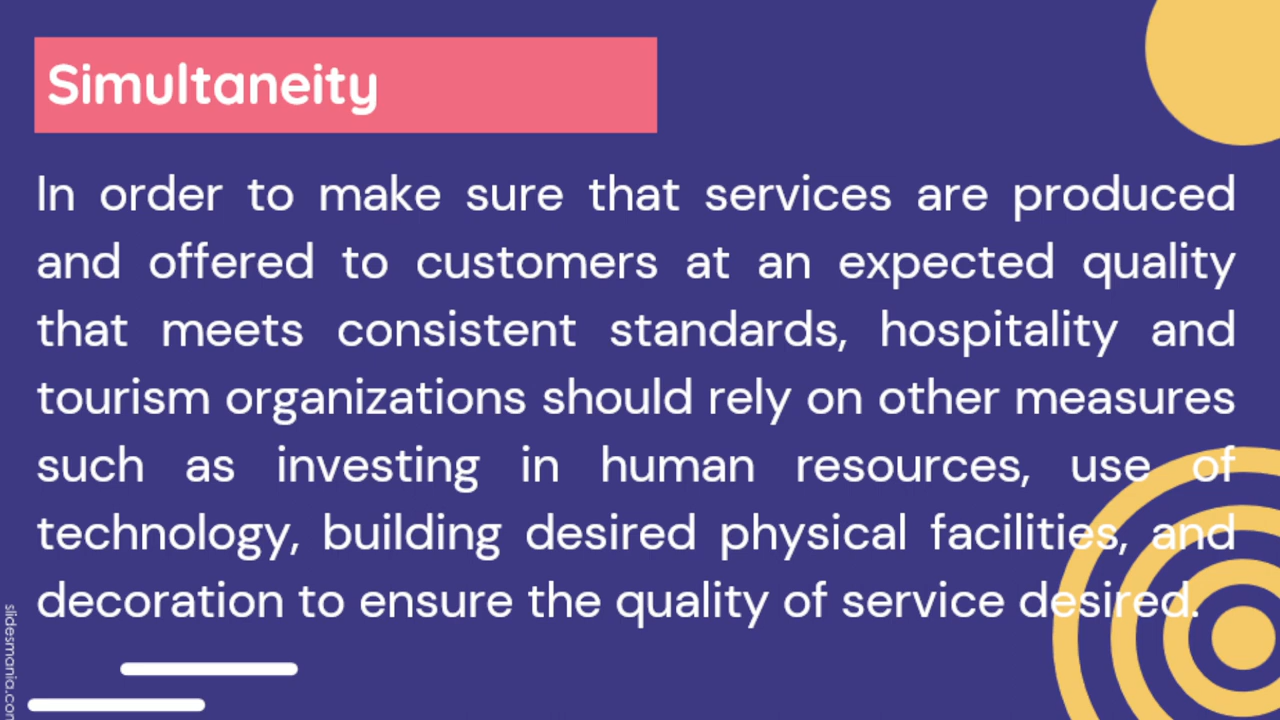 Simultaneity
In order to make sure that services are produced
and offered to customers at an expected quality
that meets consistent standards, hospitality and
tourism organizations should rely on other measures
such as investing in human resources, use of
technology, building desired physical facilities, and
decoration to ensure the quality of service desired.
slidesmania.com